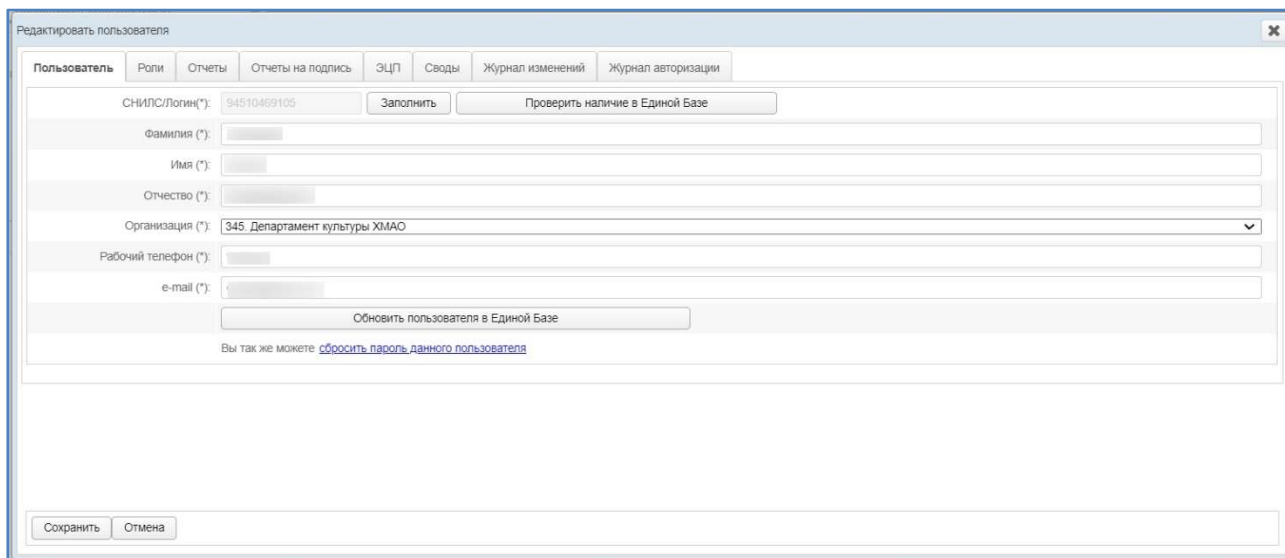 Редактировать пользователя
Пользователь Роли Отчеты Отчеты на подпись ЭЦП Своды Журнал изменений Журнал авторизации
СНИЛС/Логин(*): 94510469105 Заполнить Проверить наличие в Единой Базе
Фамилия (*):
Имя (*):
Отчество (*):
Организация (*): 345. Департамент культуры ХМАО
Рабочий телефон (*):
e-mail (*):
Обновить пользователя в Единой Базе
Вы так же можете сбросить пароль данного пользователя
Сохранить Отмена